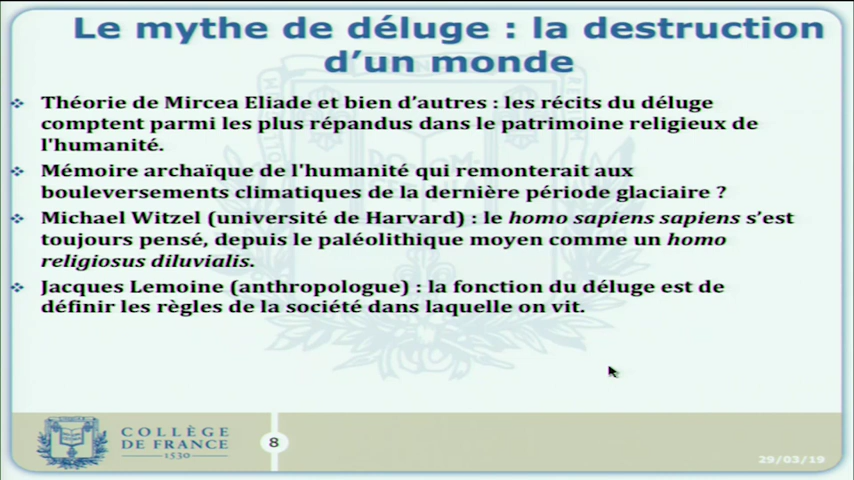 Le mythe de déluge : la destruction
d’un monde
Théorie de Mircea Eliade et bien d’autres : les récits du déluge
comptent parmi les plus répandus dans le patrimoine religieux de
l'humanité.
Mémoire archaïque de l'humanité qui remonterait aux
bouleversements climatiques de la dernière période glaciaire ?
Michael Witzel (université de Harvard) : le homo sapiens sapiens s’est
toujours pensé, depuis le paléolithique moyen comme un homo
religiosus diluvialis.
Jacques Lemoine (anthropologue) : la fonction du déluge est de
définir les règles de la société dans laquelle on vit.
COLLÈGE
DE FRANCE
1530
8
29/03/19